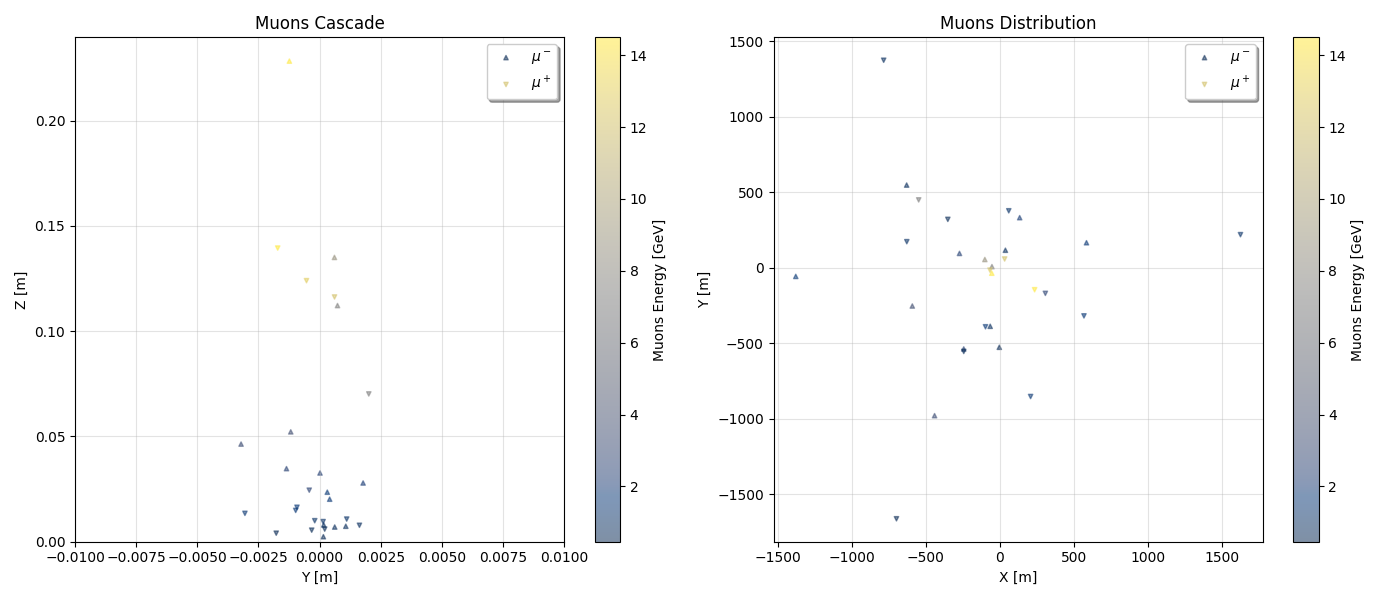 Muons Cascade
Z [m]
0.20
0.15
0.10
0.05
0.00
−0.0100 −0.0075 −0.0050 −0.0025 0.0000 0.0025 0.0050 0.0075 0.0100
Y [m]
μ−
μ+
14
12
10
8
6
4
2
Muons Energy [GeV]
Muons Distribution
Y [m]
1500
1000
500
0
−500
−1000
−1500
−1500 −1000 −500 0 500 1000 1500
X [m]
μ−
μ+
14
12
10
8
6
4
2
Muons Energy [GeV]